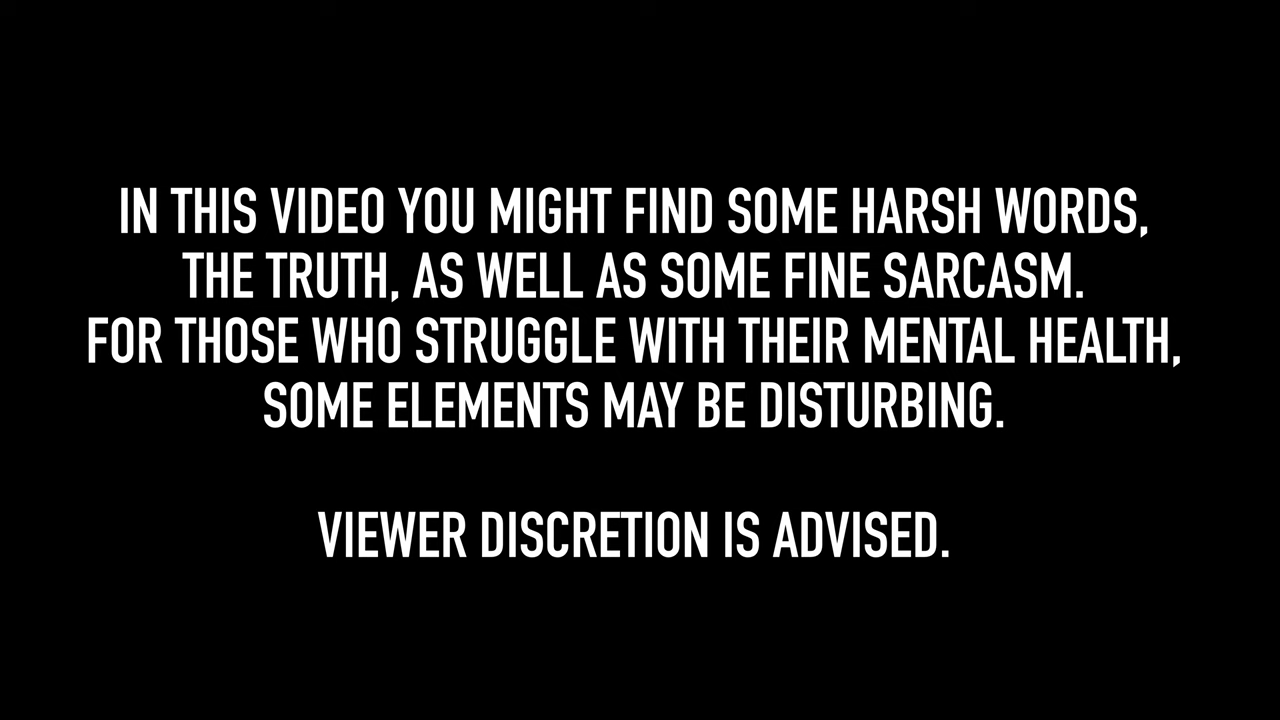 IN THIS VIDEO YOU MIGHT FIND SOME HARSH WORDS,
THE TRUTH, AS WELL AS SOME FINE SARCASM.
FOR THOSE WHO STRUGGLE WITH THEIR MENTAL HEALTH,
SOME ELEMENTS MAY BE DISTURBING.
VIEWER DISCRETION IS ADVISED.